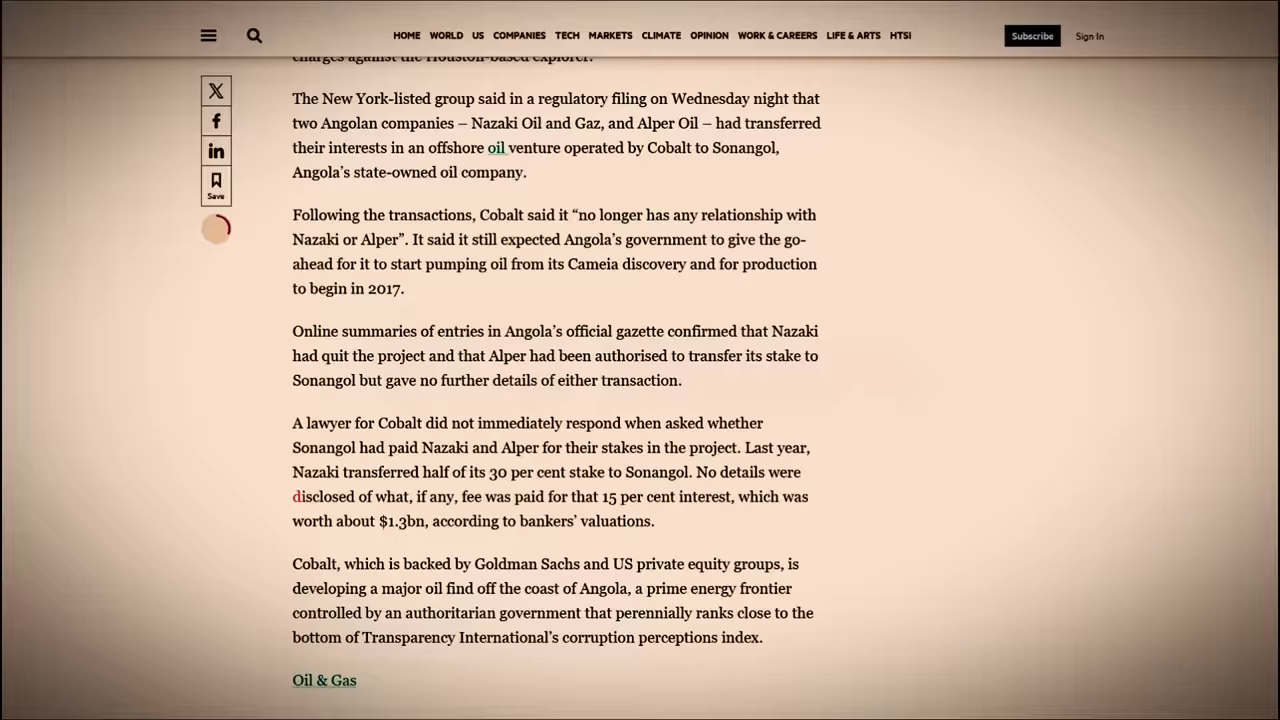 HOME WORLD US COMPANIES TECH MARKETS CLIMATE OPINION WORK & CAREERS LIFE & ARTS HTSI Subscribe Sign In
charges against the Houston-based explorer.
The New York-listed group said in a regulatory filing on Wednesday night that
two Angolan companies – Nazaki Oil and Gaz, and Alper Oil – had transferred
their interests in an offshore oil venture operated by Cobalt to Sonangol,
Angola’s state-owned oil company.
Save
Following the transactions, Cobalt said it “no longer has any relationship with
Nazaki or Alper”. It said it still expected Angola’s government to give the go-
ahead for it to start pumping oil from its Cameia discovery and for production
to begin in 2017.
Online summaries of entries in Angola’s official gazette confirmed that Nazaki
had quit the project and that Alper had been authorised to transfer its stake to
Sonangol but gave no further details of either transaction.
A lawyer for Cobalt did not immediately respond when asked whether
Sonangol had paid Nazaki and Alper for their stakes in the project. Last year,
Nazaki transferred half of its 30 per cent stake to Sonangol. No details were
disclosed of what, if any, fee was paid for that 15 per cent interest, which was
worth about $1.3bn, according to bankers’ valuations.
Cobalt, which is backed by Goldman Sachs and US private equity groups, is
developing a major oil find off the coast of Angola, a prime energy frontier
controlled by an authoritarian government that perennially ranks close to the
bottom of Transparency International’s corruption perceptions index.
Oil & Gas